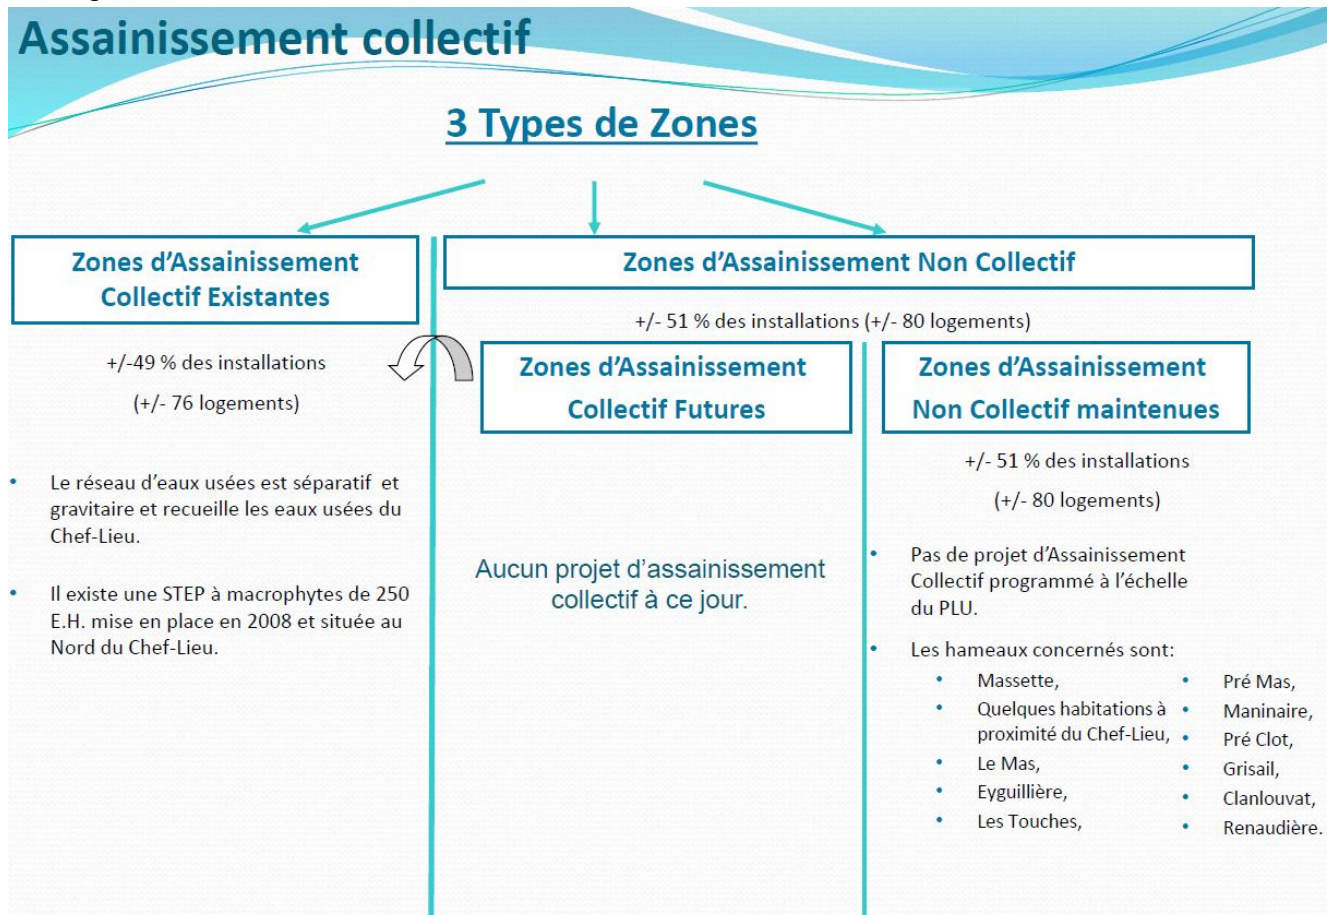 Assainissement collectif
3 Types de Zones
Zones d'Assainissement
Collectif Existantes
+/-49 % des installations
(+/- 76 logements)
• Le réseau d'eaux usées est séparatif et
gravitaire et recueille les eaux usées du
Chef-Lieu.
• Il existe une STEP à macrophytes de 250
E.H. mise en place en 2008 et située au
Nord du Chef-Lieu.
Zones d'Assainissement Non Collectif
+/- 51 % des installations (+/- 80 logements)
Zones d'Assainissement
Collectif Futures
Aucun projet d'assainissement
collectif à ce jour.
Zones d'Assainissement
Non Collectif maintenues
+/- 51 % des installations
(+/- 80 logements)
• Pas de projet d'Assainissement
Collectif programmé à l'échelle
du PLU.
• Les hameaux concernés sont:
• Massette,
• Quelques habitations à
proximité du Chef-Lieu,
• Le Mas,
• Eyguillière,
• Les Touches,
• Pré Mas,
• Maninaire,
• Pré Clot,
• Grisail,
• Clanlouvat,
• Renaudière.